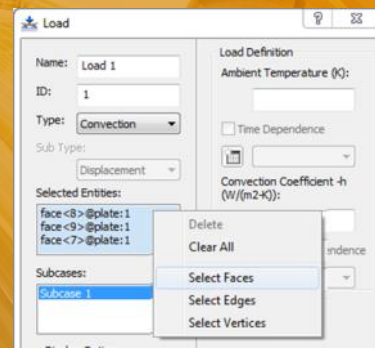 Load
Name: Load 1
ID: 1
Type: Convection
Sub Type:
Displacement
Selected Entities:
face<8>@plate:1
face<9>@plate:1
face<7>@plate:1
Subcases:
Subcase 1
Load Definition
Ambient Temperature (K):
Time Dependence
Convection Coefficient -h
(W/(m2-K)):
Delete
Clear All
Select Faces
Select Edges
Select Vertices